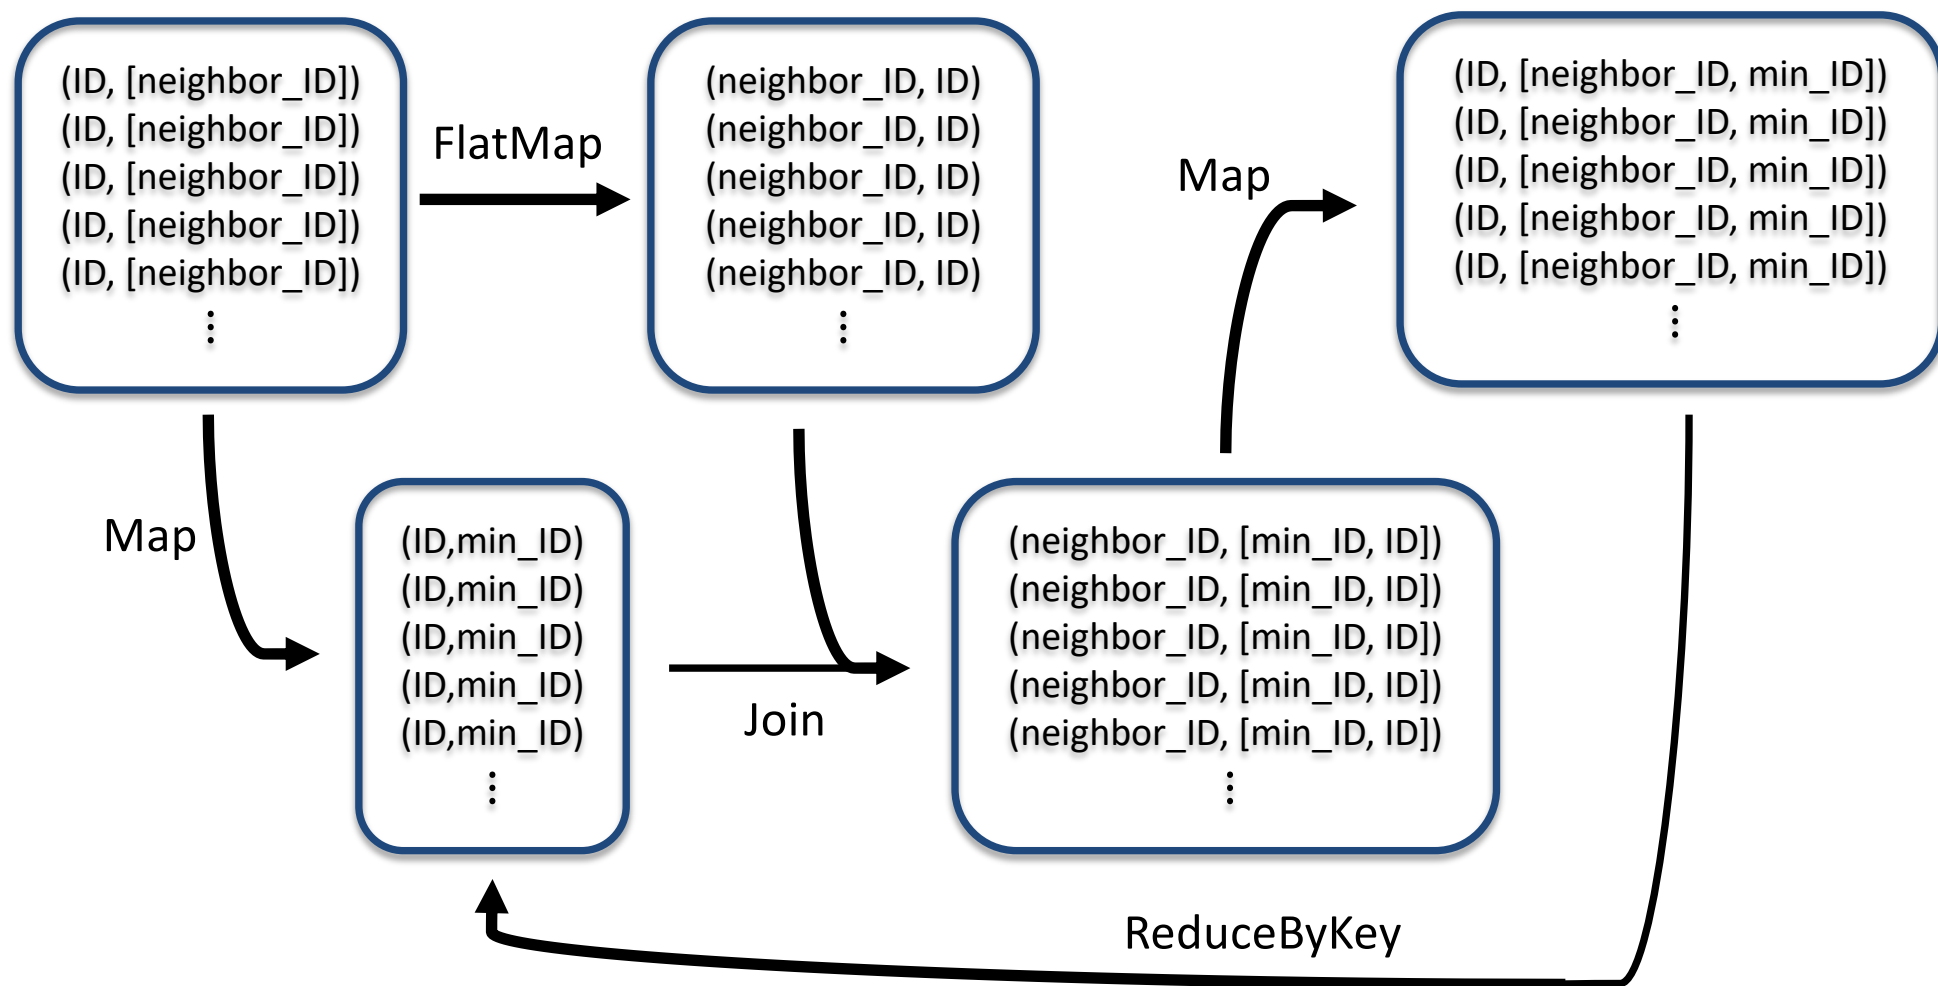 (ID, [neighbor_ID])
(ID, [neighbor_ID])
(ID, [neighbor_ID])
(ID, [neighbor_ID])
(ID, [neighbor_ID])
⋮
FlatMap
(neighbor_ID, ID)
(neighbor_ID, ID)
(neighbor_ID, ID)
(neighbor_ID, ID)
(neighbor_ID, ID)
⋮
Map
(ID, [neighbor_ID, min_ID])
(ID, [neighbor_ID, min_ID])
(ID, [neighbor_ID, min_ID])
(ID, [neighbor_ID, min_ID])
(ID, [neighbor_ID, min_ID])
⋮
Map
(ID,min_ID)
(ID,min_ID)
(ID,min_ID)
(ID,min_ID)
(ID,min_ID)
⋮
Join
(neighbor_ID, [min_ID, ID])
(neighbor_ID, [min_ID, ID])
(neighbor_ID, [min_ID, ID])
(neighbor_ID, [min_ID, ID])
(neighbor_ID, [min_ID, ID])
⋮
ReduceByKey